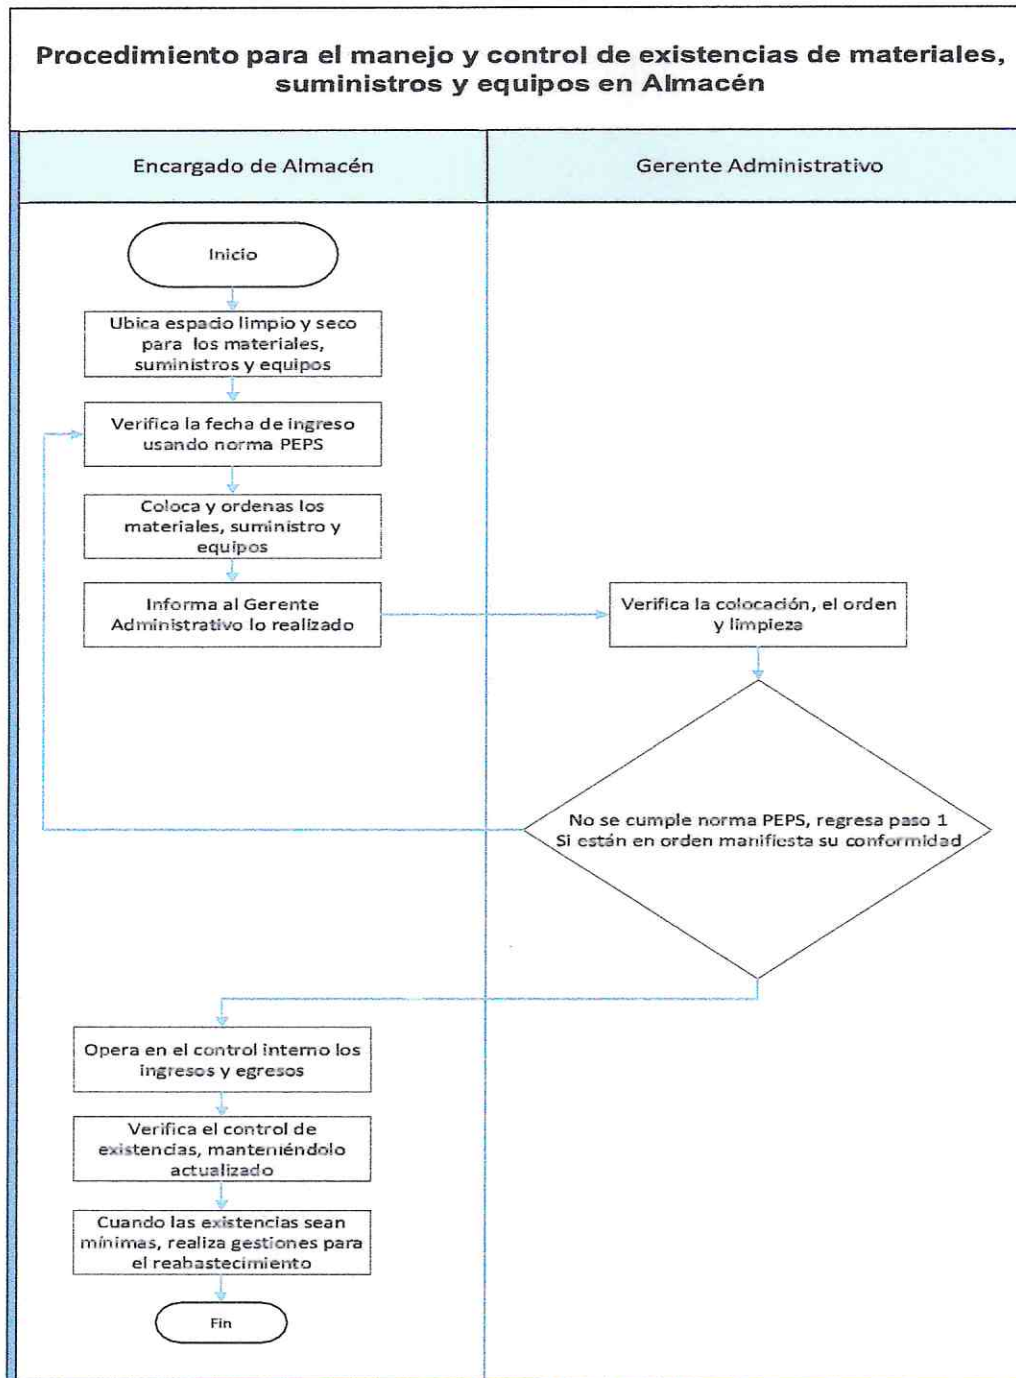 Procedimiento para el manejo y control de existencias de materiales,
suministros y equipos en Almacén
Encargado de Almacén
Gerente Administrativo
Inicio
Ubica espacio limpio y seco
para los materiales,
suministros y equipos
Verifica la fecha de ingreso
usando norma PEPS
Coloca y ordenas los
materiales, suministro y
equipos
Informa al Gerente
Administrativo lo realizado
Verifica la colocación, el orden
y limpieza
No se cumple norma PEPS, regresa paso 1
Si están en orden manifiesta su conformidad
Opera en el control interno los
ingresos y egresos
Verifica el control de
existencias, manteniéndolo
actualizado
Cuando las existencias sean
mínimas, realiza gestiones para
el reabastecimiento
Fin